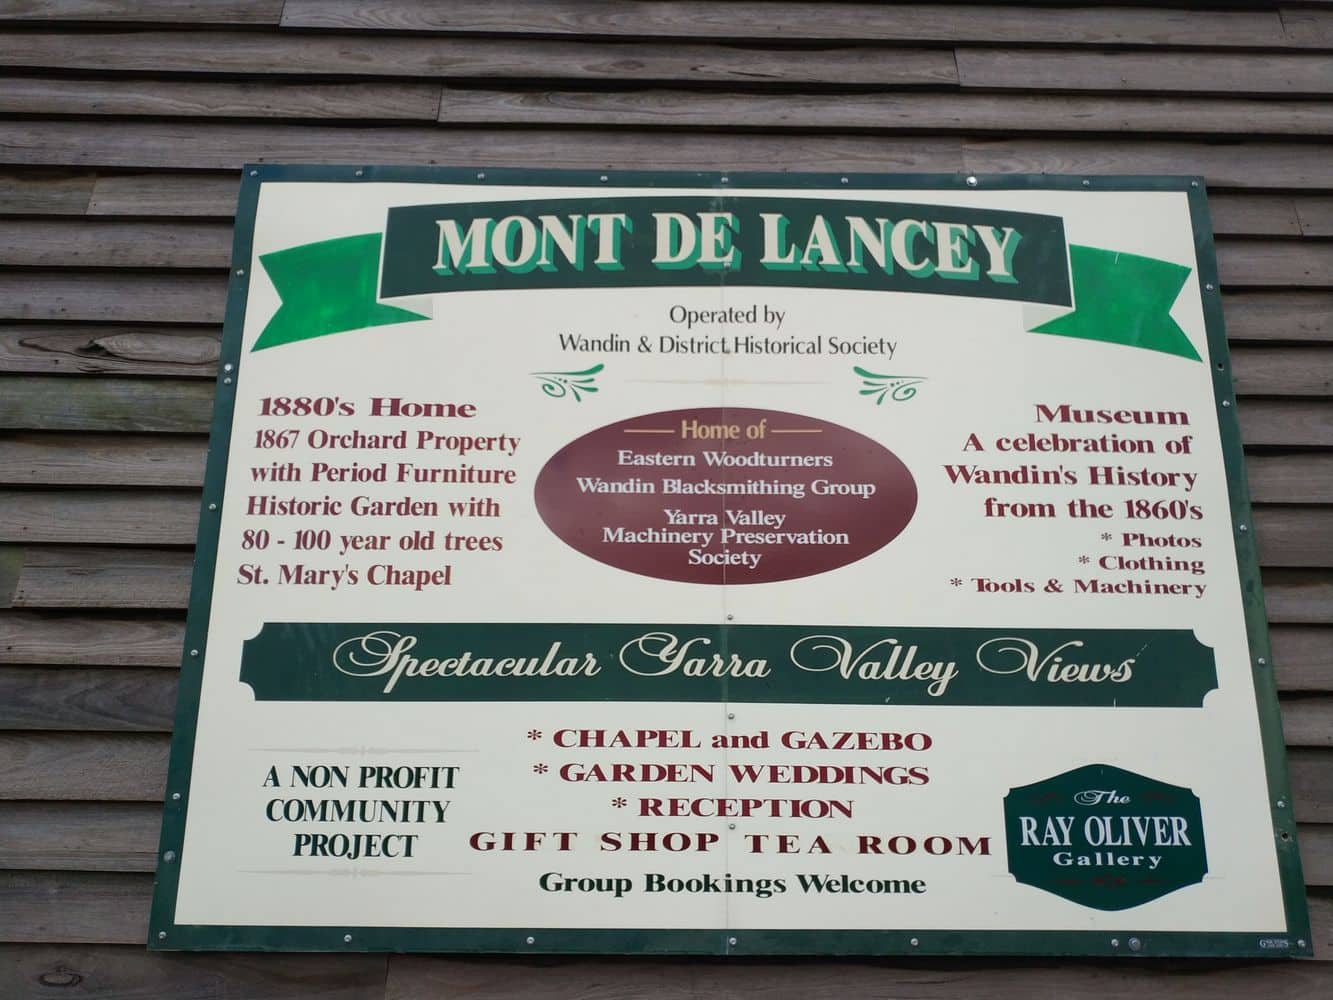 MONT DE LANCEY
Operated by
Wandin & District Historical Society
1880's Home
1867 Orchard Property
with Period Furniture
Historic Garden with
80 - 100 year old trees
St. Mary's Chapel
Home of
Eastern Woodturners
Wandin Blacksmithing Group
Yarra Valley
Machinery Preservation
Society
Museum
A celebration of
Wandin's History
from the 1860's
* Photos
* Clothing
* Tools & Machinery
Spectacular Yarra Valley Views
A NON PROFIT
COMMUNITY
PROJECT
* CHAPEL and GAZEBO
* GARDEN WEDDINGS
* RECEPTION
GIFT SHOP TEA ROOM
Group Bookings Welcome
The
RAY OLIVER
Gallery